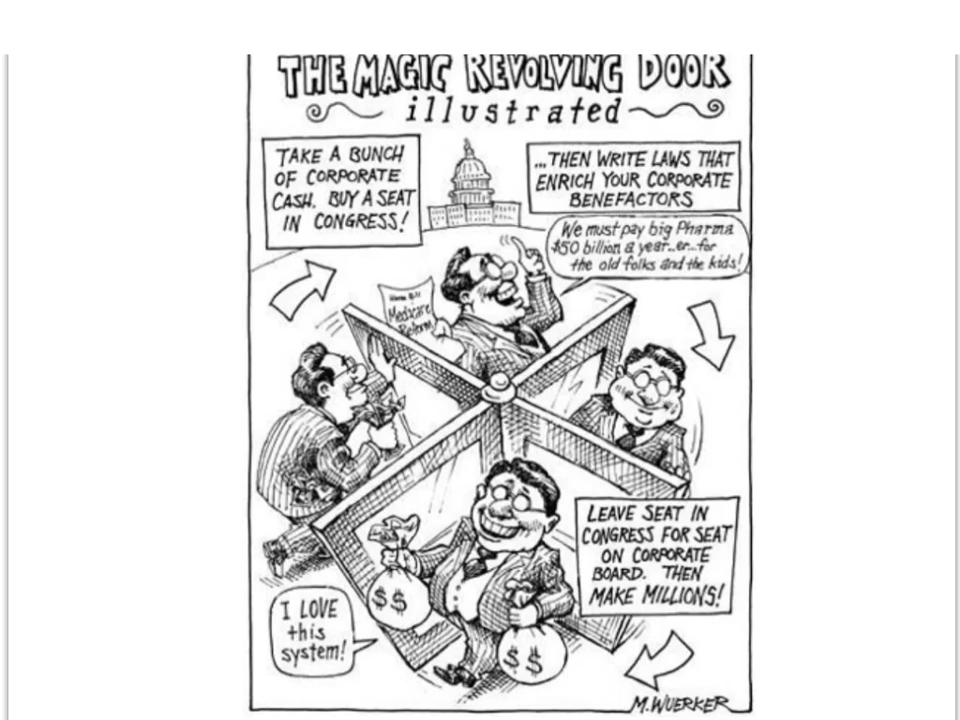 THE MAGIC REVOLVING DOOR
illustrated
TAKE A BUNCH
OF CORPORATE
CASH. BUY A SEAT
IN CONGRESS!
...THEN WRITE LAWS THAT
ENRICH YOUR CORPORATE
BENEFACTORS
We must pay big Pharma
$50 billion a year...er...for
the old folks and the kids!
Medicare
Reform
LEAVE SEAT IN
CONGRESS FOR SEAT
ON CORPORATE
BOARD. THEN
MAKE MILLIONS!
I LOVE
this
system!
$$
$$
M.WUERKER